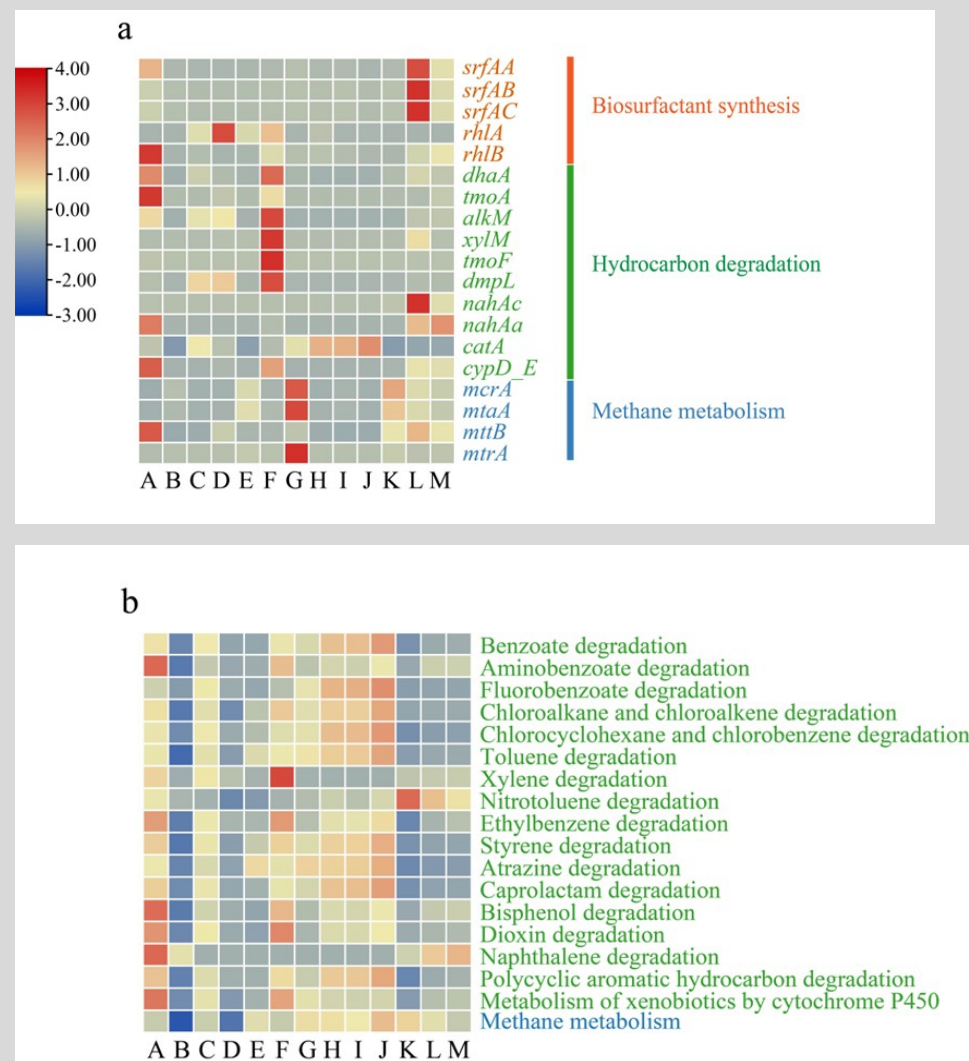 a
4.00
3.00
2.00
1.00
0.00
-1.00
-2.00
-3.00
srfAA
srfAB
srfAC
rhlA
rhlB
dhaA
tmoA
alkM
xylM
tmoF
dmpL
nahAc
nahAa
catA
cypD_E
mcrA
mtaA
mttB
mtrA
Biosurfactant synthesis
Hydrocarbon degradation
Methane metabolism
A B C D E F G H I J K L M
b
Benzoate degradation
Aminobenzoate degradation
Fluorobenzoate degradation
Chloroalkane and chloroalkene degradation
Chlorocyclohexane and chlorobenzene degradation
Toluene degradation
Xylene degradation
Nitrotoluene degradation
Ethylbenzene degradation
Styrene degradation
Atrazine degradation
Caprolactam degradation
Bisphenol degradation
Dioxin degradation
Naphthalene degradation
Polycyclic aromatic hydrocarbon degradation
Metabolism of xenobiotics by cytochrome P450
Methane metabolism
A B C D E F G H I J K L M